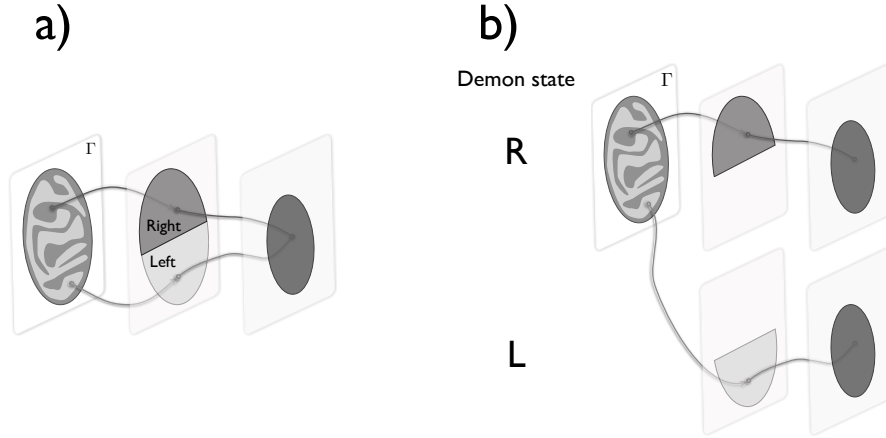 a)
Γ
Right
Left
b)
Demon state
Γ
R
L